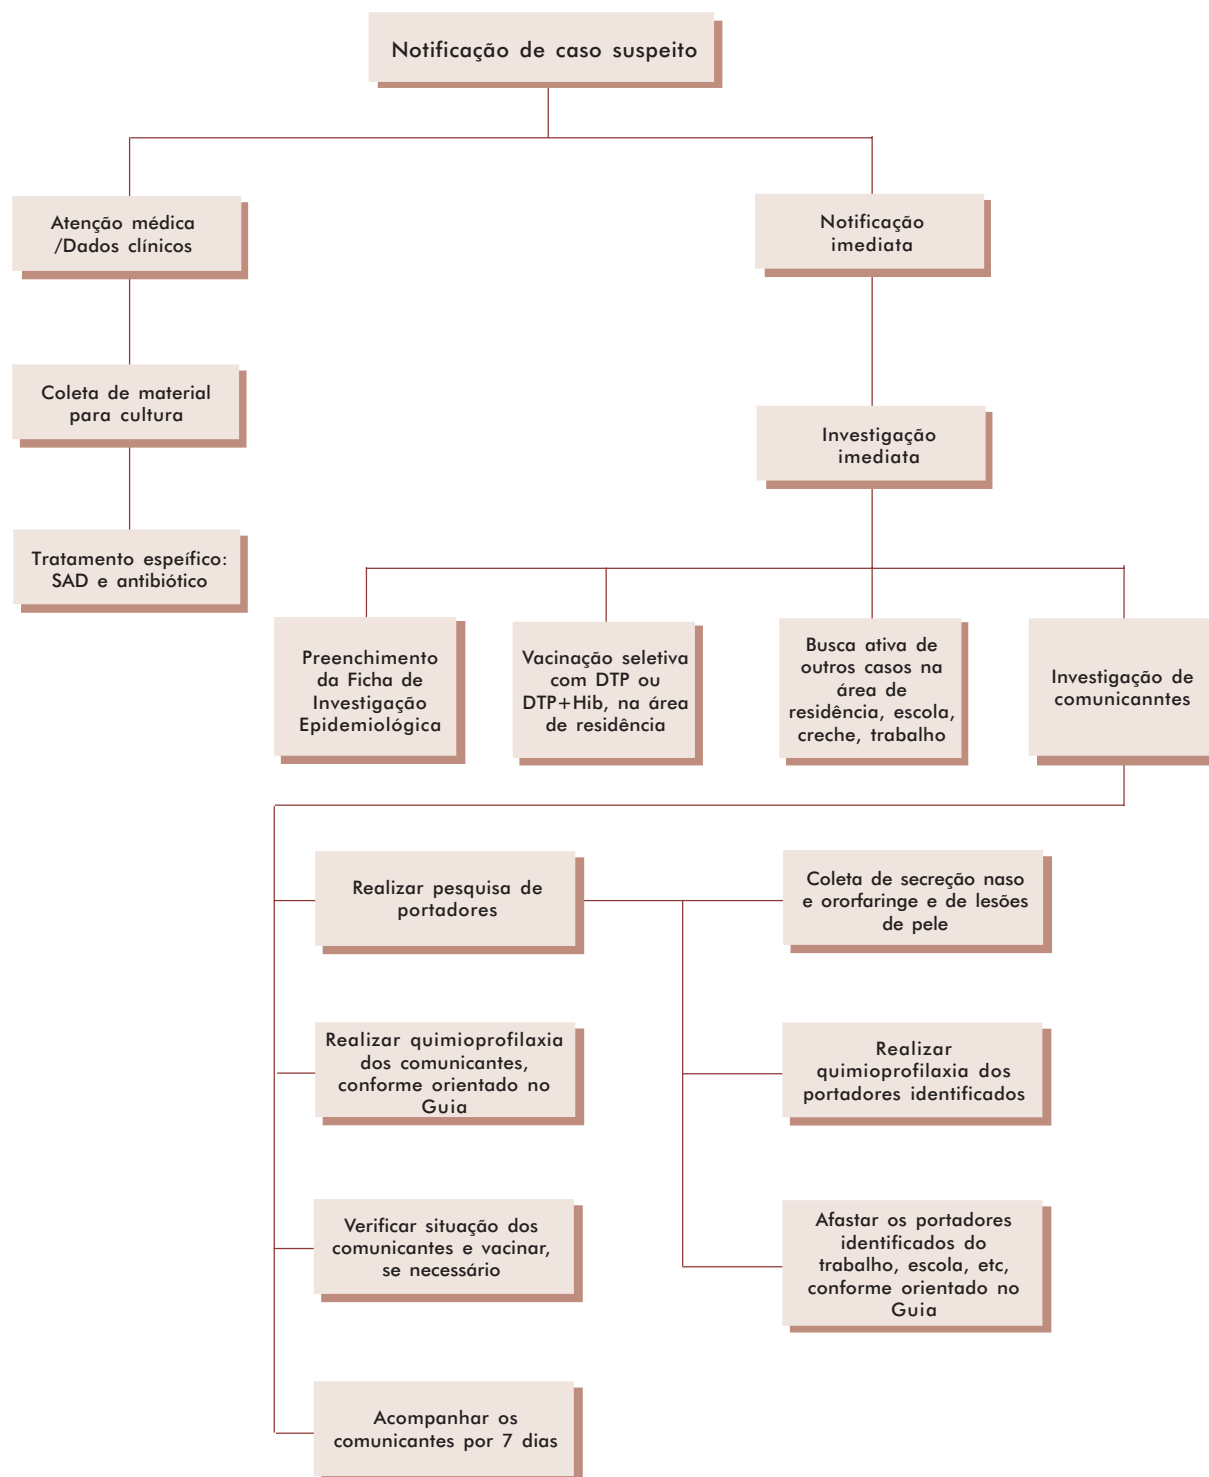 Notificação de caso suspeito
Atenção médica
/Dados clínicos
Notificação
imediata
Coleta de material
para cultura
Investigação
imediata
Tratamento espeífico:
SAD e antibiótico
Preenchimento
da Ficha de
Investigação
Epidemiológica
Vacinação seletiva
com DTP ou
DTP+Hib, na área
de residência
Busca ativa de
outros casos na
área de
residência, escola,
creche, trabalho
Investigação de
comunicanntes
Realizar pesquisa de
portadores
Coleta de secreção naso
e ororfaringe e de lesões
de pele
Realizar quimioprofilaxia
dos comunicantes,
conforme orientado no
Guia
Realizar
quimioprofilaxia dos
portadores identificados
Verificar situação dos
comunicantes e vacinar,
se necessário
Afastar os portadores
identificados do
trabalho, escola, etc,
conforme orientado no
Guia
Acompanhar os
comunicantes por 7 dias